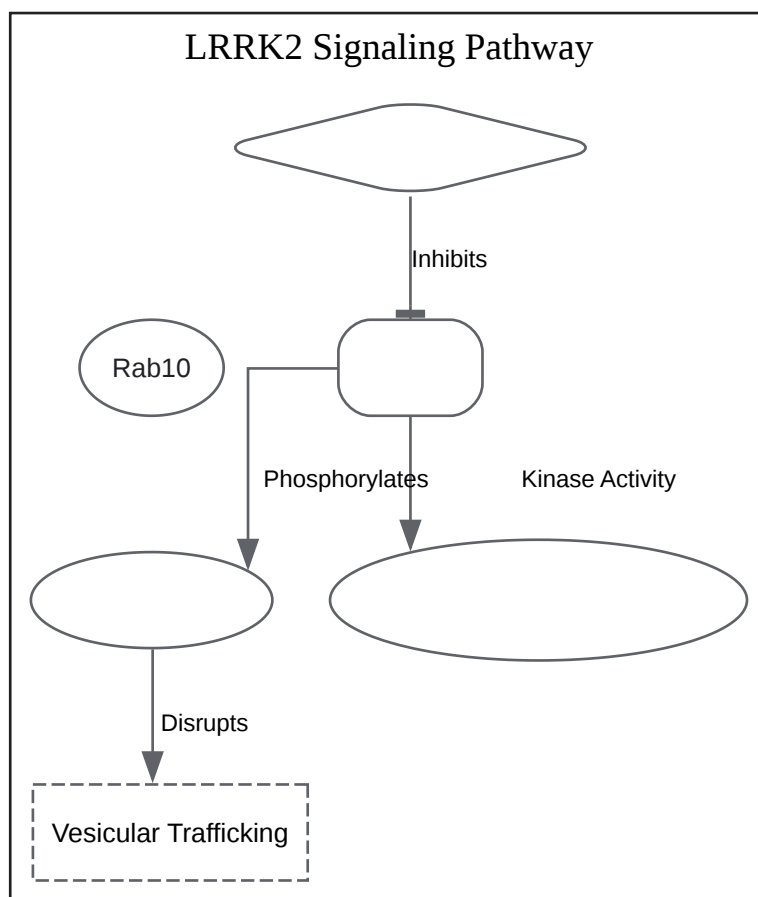 LRRK2 Signaling Pathway
Inhibits
Rab10
Phosphorylates
Kinase Activity
Disrupts
Vesicular Trafficking